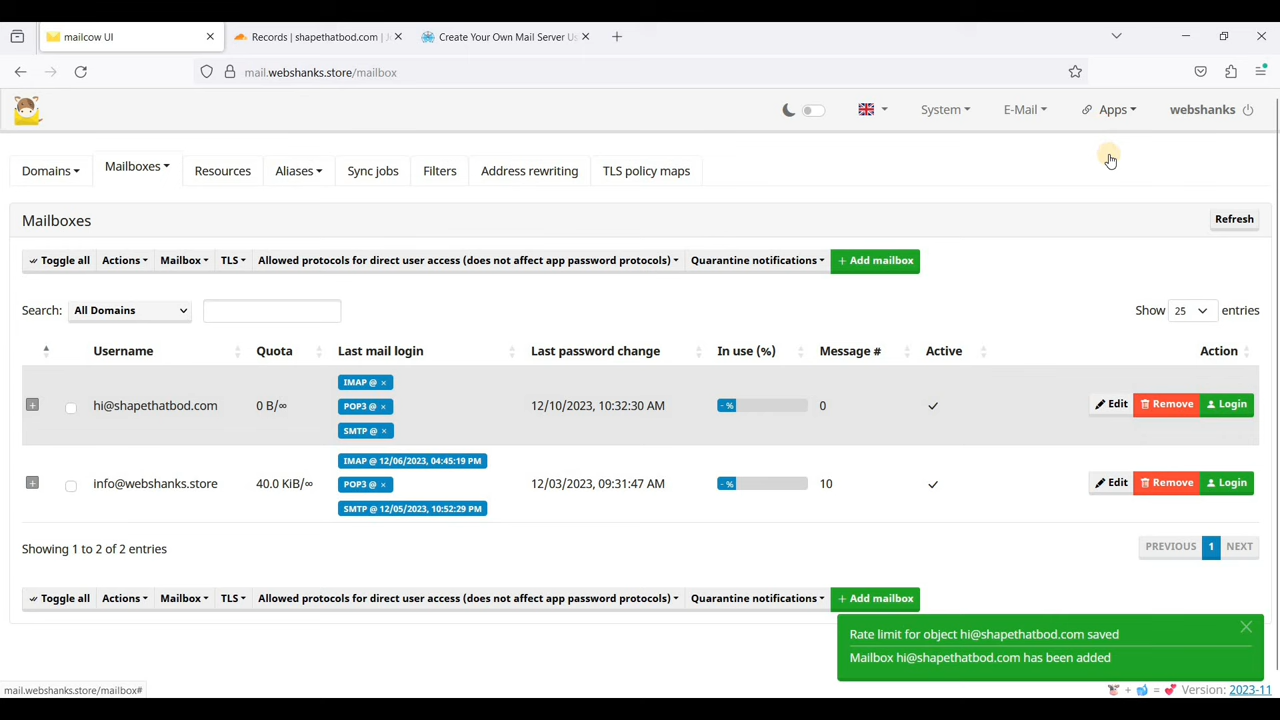 mailcow UI
Records | shapethatbod.com |
Create Your Own Mail Server Us
mail.webshanks.store/mailbox
System
E-Mail
Apps
webshanks
Domains
Mailboxes
Resources
Aliases
Sync jobs
Filters
Address rewriting
TLS policy maps
Mailboxes
Refresh
Toggle all
Actions
Mailbox
TLS
Allowed protocols for direct user access (does not affect app password protocols)
Quarantine notifications
+ Add mailbox
Search:
All Domains
Show 25 entries
Username
Quota
Last mail login
Last password change
In use (%)
Message #
Active
Action
hi@shapethatbod.com
0 B/∞
IMAP @ ×
POP3 @ ×
SMTP @ ×
12/10/2023, 10:32:30 AM
- %
0
Edit
Remove
Login
info@webshanks.store
40.0 KiB/∞
IMAP @ 12/06/2023, 04:45:19 PM
POP3 @ ×
SMTP @ 12/05/2023, 10:52:29 PM
12/03/2023, 09:31:47 AM
- %
10
Edit
Remove
Login
Showing 1 to 2 of 2 entries
PREVIOUS
1
NEXT
Toggle all
Actions
Mailbox
TLS
Allowed protocols for direct user access (does not affect app password protocols)
Quarantine notifications
+ Add mailbox
Rate limit for object hi@shapethatbod.com saved
Mailbox hi@shapethatbod.com has been added
mail.webshanks.store/mailbox#
🐮 + 🐋 = 💕 Version: 2023-11